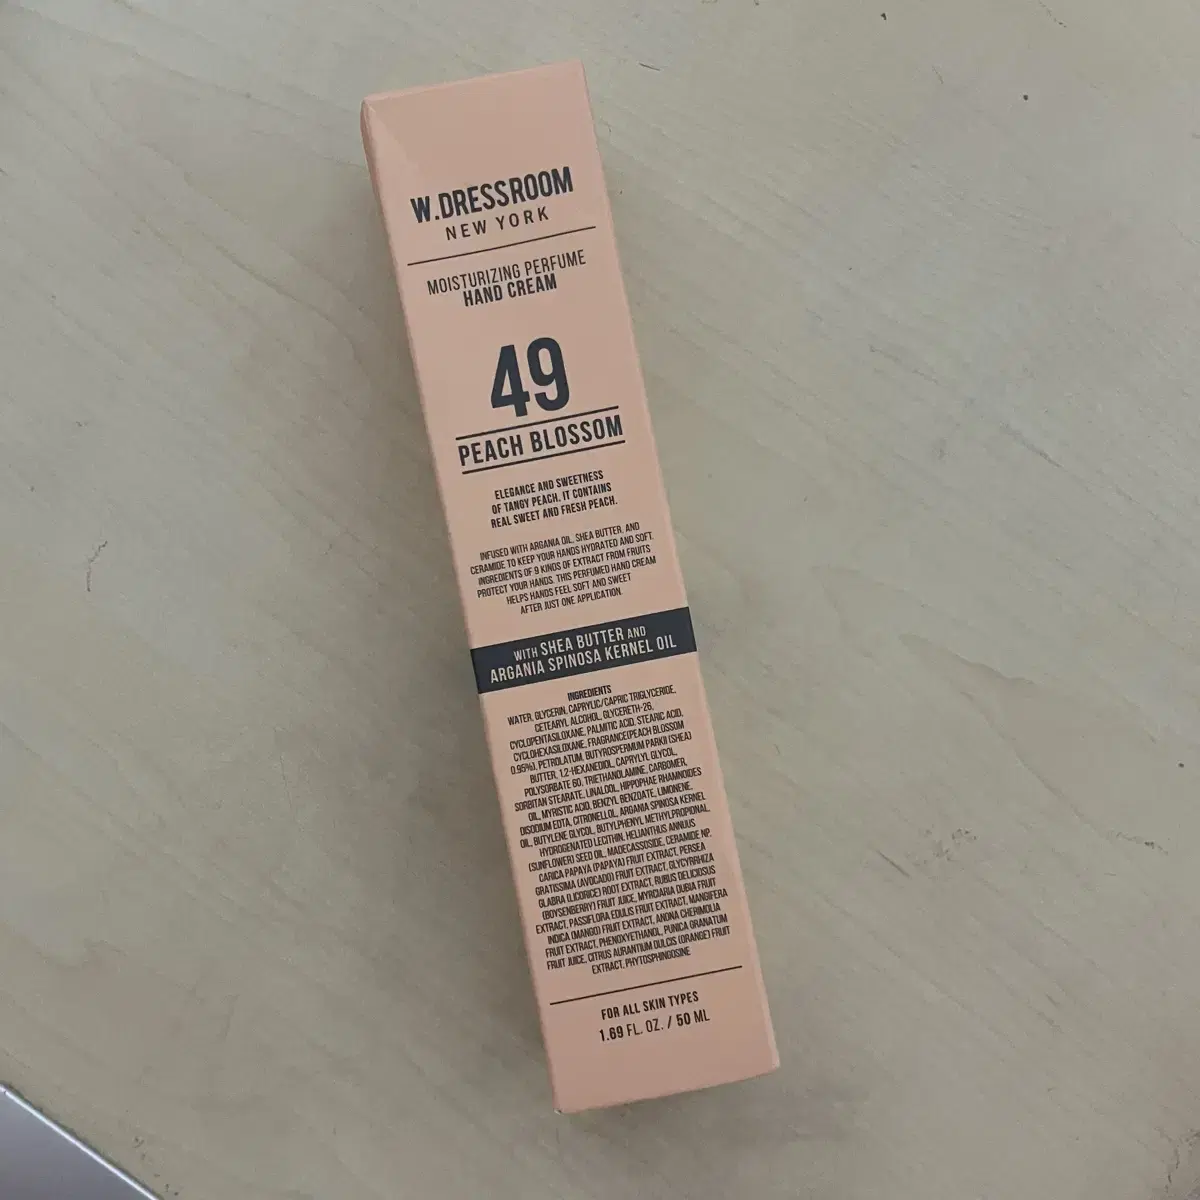 W.DRESSROOM
NEW YORK
MOISTURIZING PERFUME
HAND CREAM
49
PEACH BLOSSOM
ELEGANCE AND SWEETNESS
OF TANGY PEACH. IT CONTAINS
REAL SWEET AND FRESH PEACH.
INFUSED WITH ARGANIA OIL, SHEA BUTTER, AND
CERAMIDE TO KEEP YOUR HANDS HYDRATED AND SOFT.
INGREDIENTS OF 9 KINDS OF EXTRACT FROM FRUITS
PROTECT YOUR HANDS. THIS PERFUMED HAND CREAM
HELPS HANDS FEEL SOFT AND SWEET
AFTER JUST ONE APPLICATION.
WITH SHEA BUTTER AND
ARGANIA SPINOSA KERNEL OIL
INGREDIENTS
WATER, GLYCERIN, CAPRYLIC/CAPRIC TRIGLYCERIDE,
CETEARYL ALCOHOL, GLYCERETH-26,
CYCLOPENTASILOXANE, PALMITIC ACID, STEARIC ACID,
CYCLOHEXASILOXANE, FRAGRANCE(PEACH BLOSSOM
0.95%), PETROLATUM, BUTYROSPERMUM PARKII (SHEA)
BUTTER, 1,2-HEXANEDIOL, CAPRYLYL GLYCOL,
POLYSORBATE 60, TRIETHANOLAMINE, CARBOMER,
SORBITAN STEARATE, LINALOOL, HIPPOPHAE RHAMNOIDES
OIL, MYRISTIC ACID, BENZYL BENZOATE, LIMONENE,
DISODIUM EDTA, CITRONELLOL, ARGANIA SPINOSA KERNEL
OIL, BUTYLENE GLYCOL, BUTYLPHENYL METHYLPROPIONAL,
HYDROGENATED LECITHIN, HELIANTHUS ANNUUS
(SUNFLOWER) SEED OIL, MADECASSOSIDE, CERAMIDE NP,
CARICA PAPAYA (PAPAYA) FRUIT EXTRACT, PERSEA
GRATISSIMA (AVOCADO) FRUIT EXTRACT, GLYCYRRHIZA
GLABRA (LICORICE) ROOT EXTRACT, RUBUS DELICIOSUS
(BOYSENBERRY) FRUIT JUICE, MYRCIARIA DUBIA FRUIT
EXTRACT, PASSIFLORA EDULIS FRUIT EXTRACT, MANGIFERA
INDICA (MANGO) FRUIT EXTRACT, ANONA CHERIMOLIA
FRUIT EXTRACT, PHENOXYETHANOL, PUNICA GRANATUM
FRUIT JUICE, CITRUS AURANTIUM DULCIS (ORANGE) FRUIT
EXTRACT, PHYTOSPHINGOSINE
FOR ALL SKIN TYPES
1.69 FL. OZ. / 50 ML